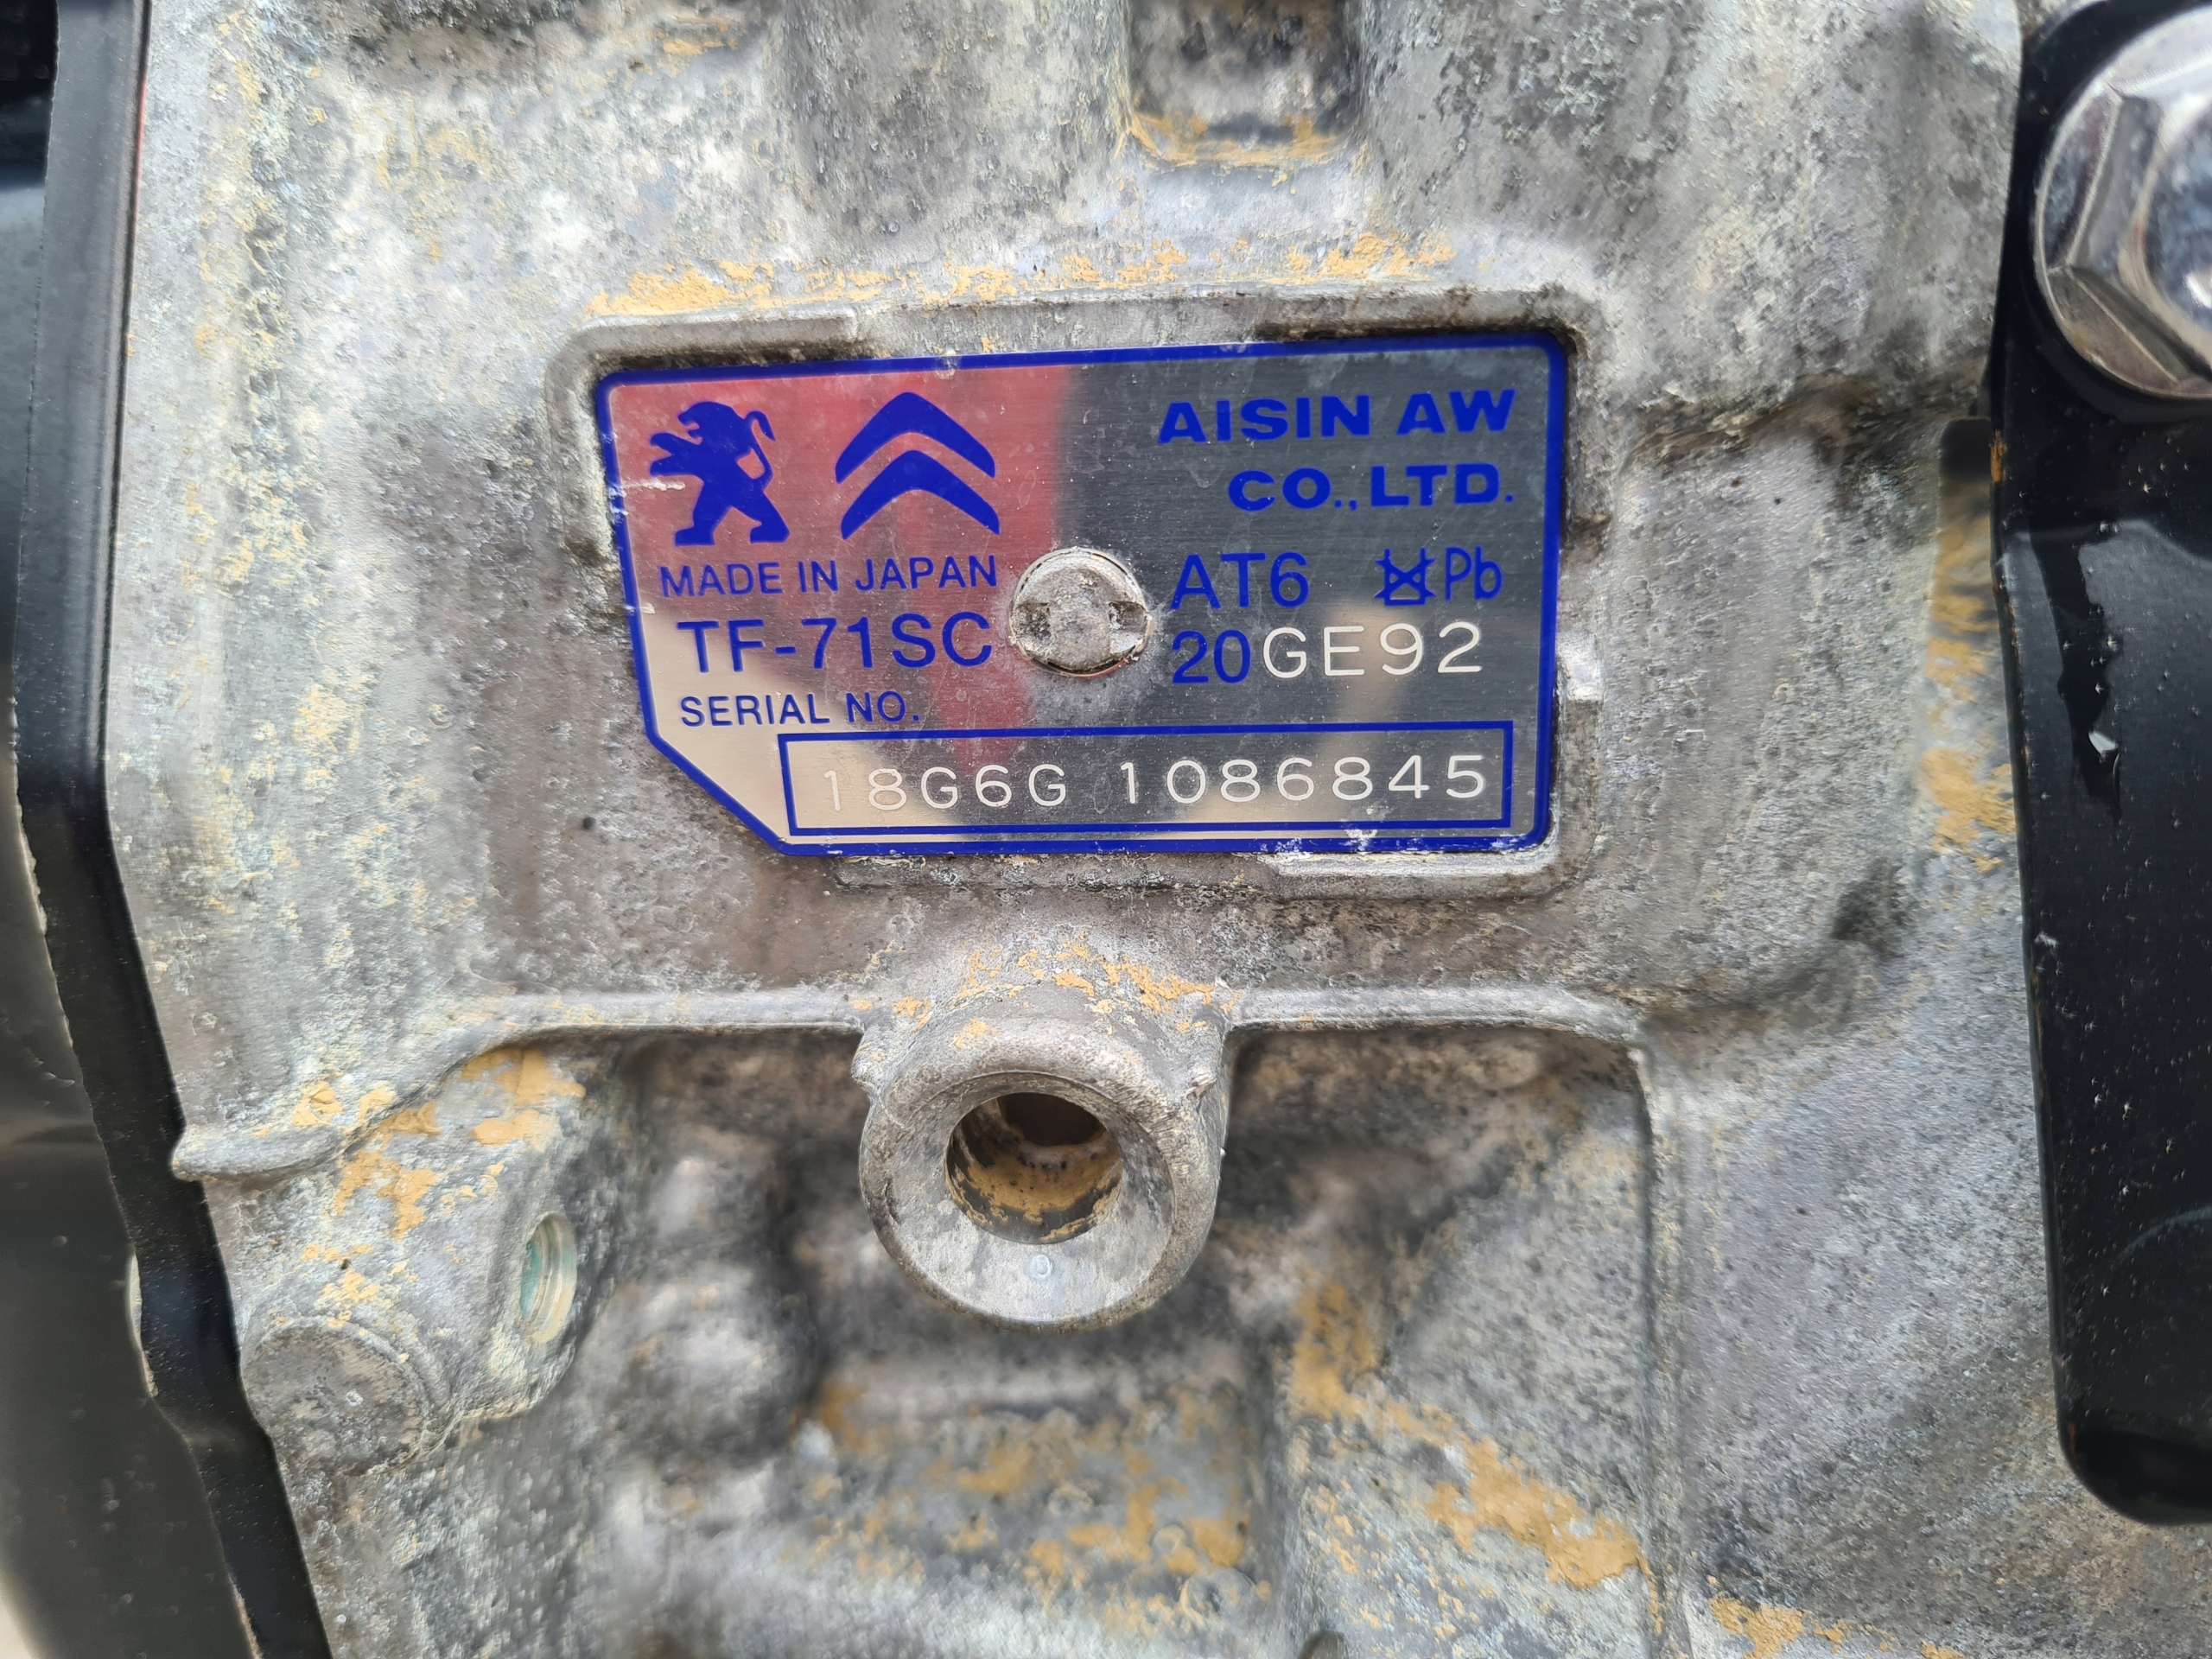 AISIN AW
CO., LTD.
MADE IN JAPAN
AT6 Pb
TF-71SC
20GE92
SERIAL NO.
18G6G 1086845